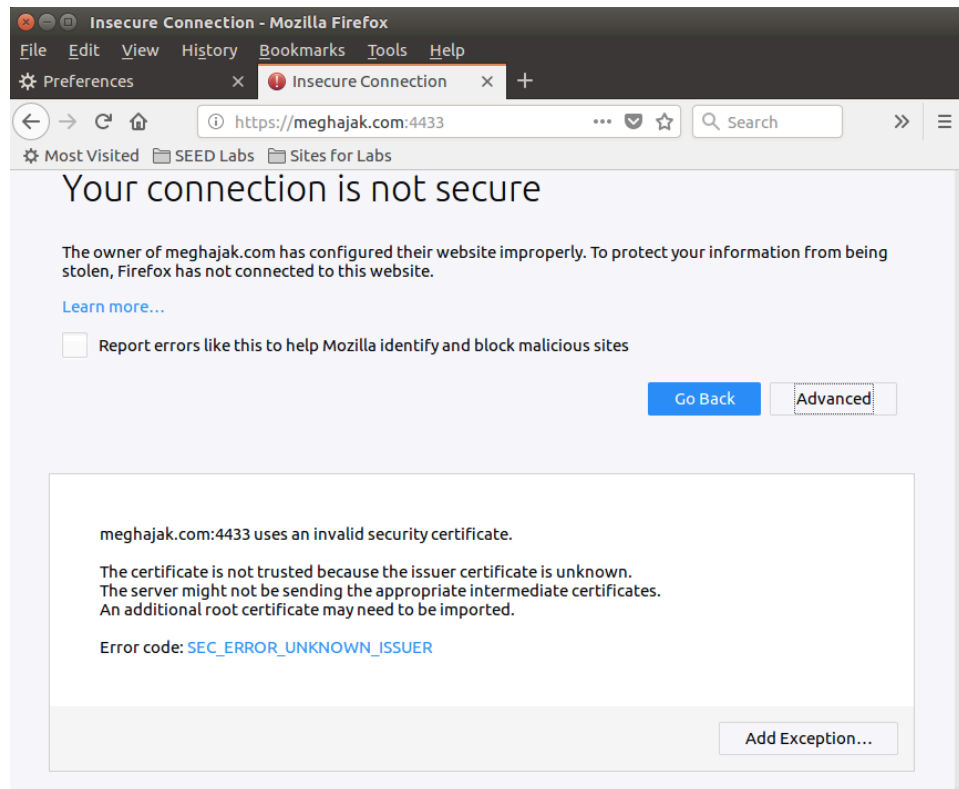 Insecure Connection - Mozilla Firefox
File Edit View History Bookmarks Tools Help
Preferences Insecure Connection
https://meghajak.com:4433 Search
Most Visited SEED Labs Sites for Labs
Your connection is not secure
The owner of meghajak.com has configured their website improperly. To protect your information from being
stolen, Firefox has not connected to this website.
Learn more…
Report errors like this to help Mozilla identify and block malicious sites
Go Back Advanced
meghajak.com:4433 uses an invalid security certificate.
The certificate is not trusted because the issuer certificate is unknown.
The server might not be sending the appropriate intermediate certificates.
An additional root certificate may need to be imported.
Error code: SEC_ERROR_UNKNOWN_ISSUER
Add Exception…